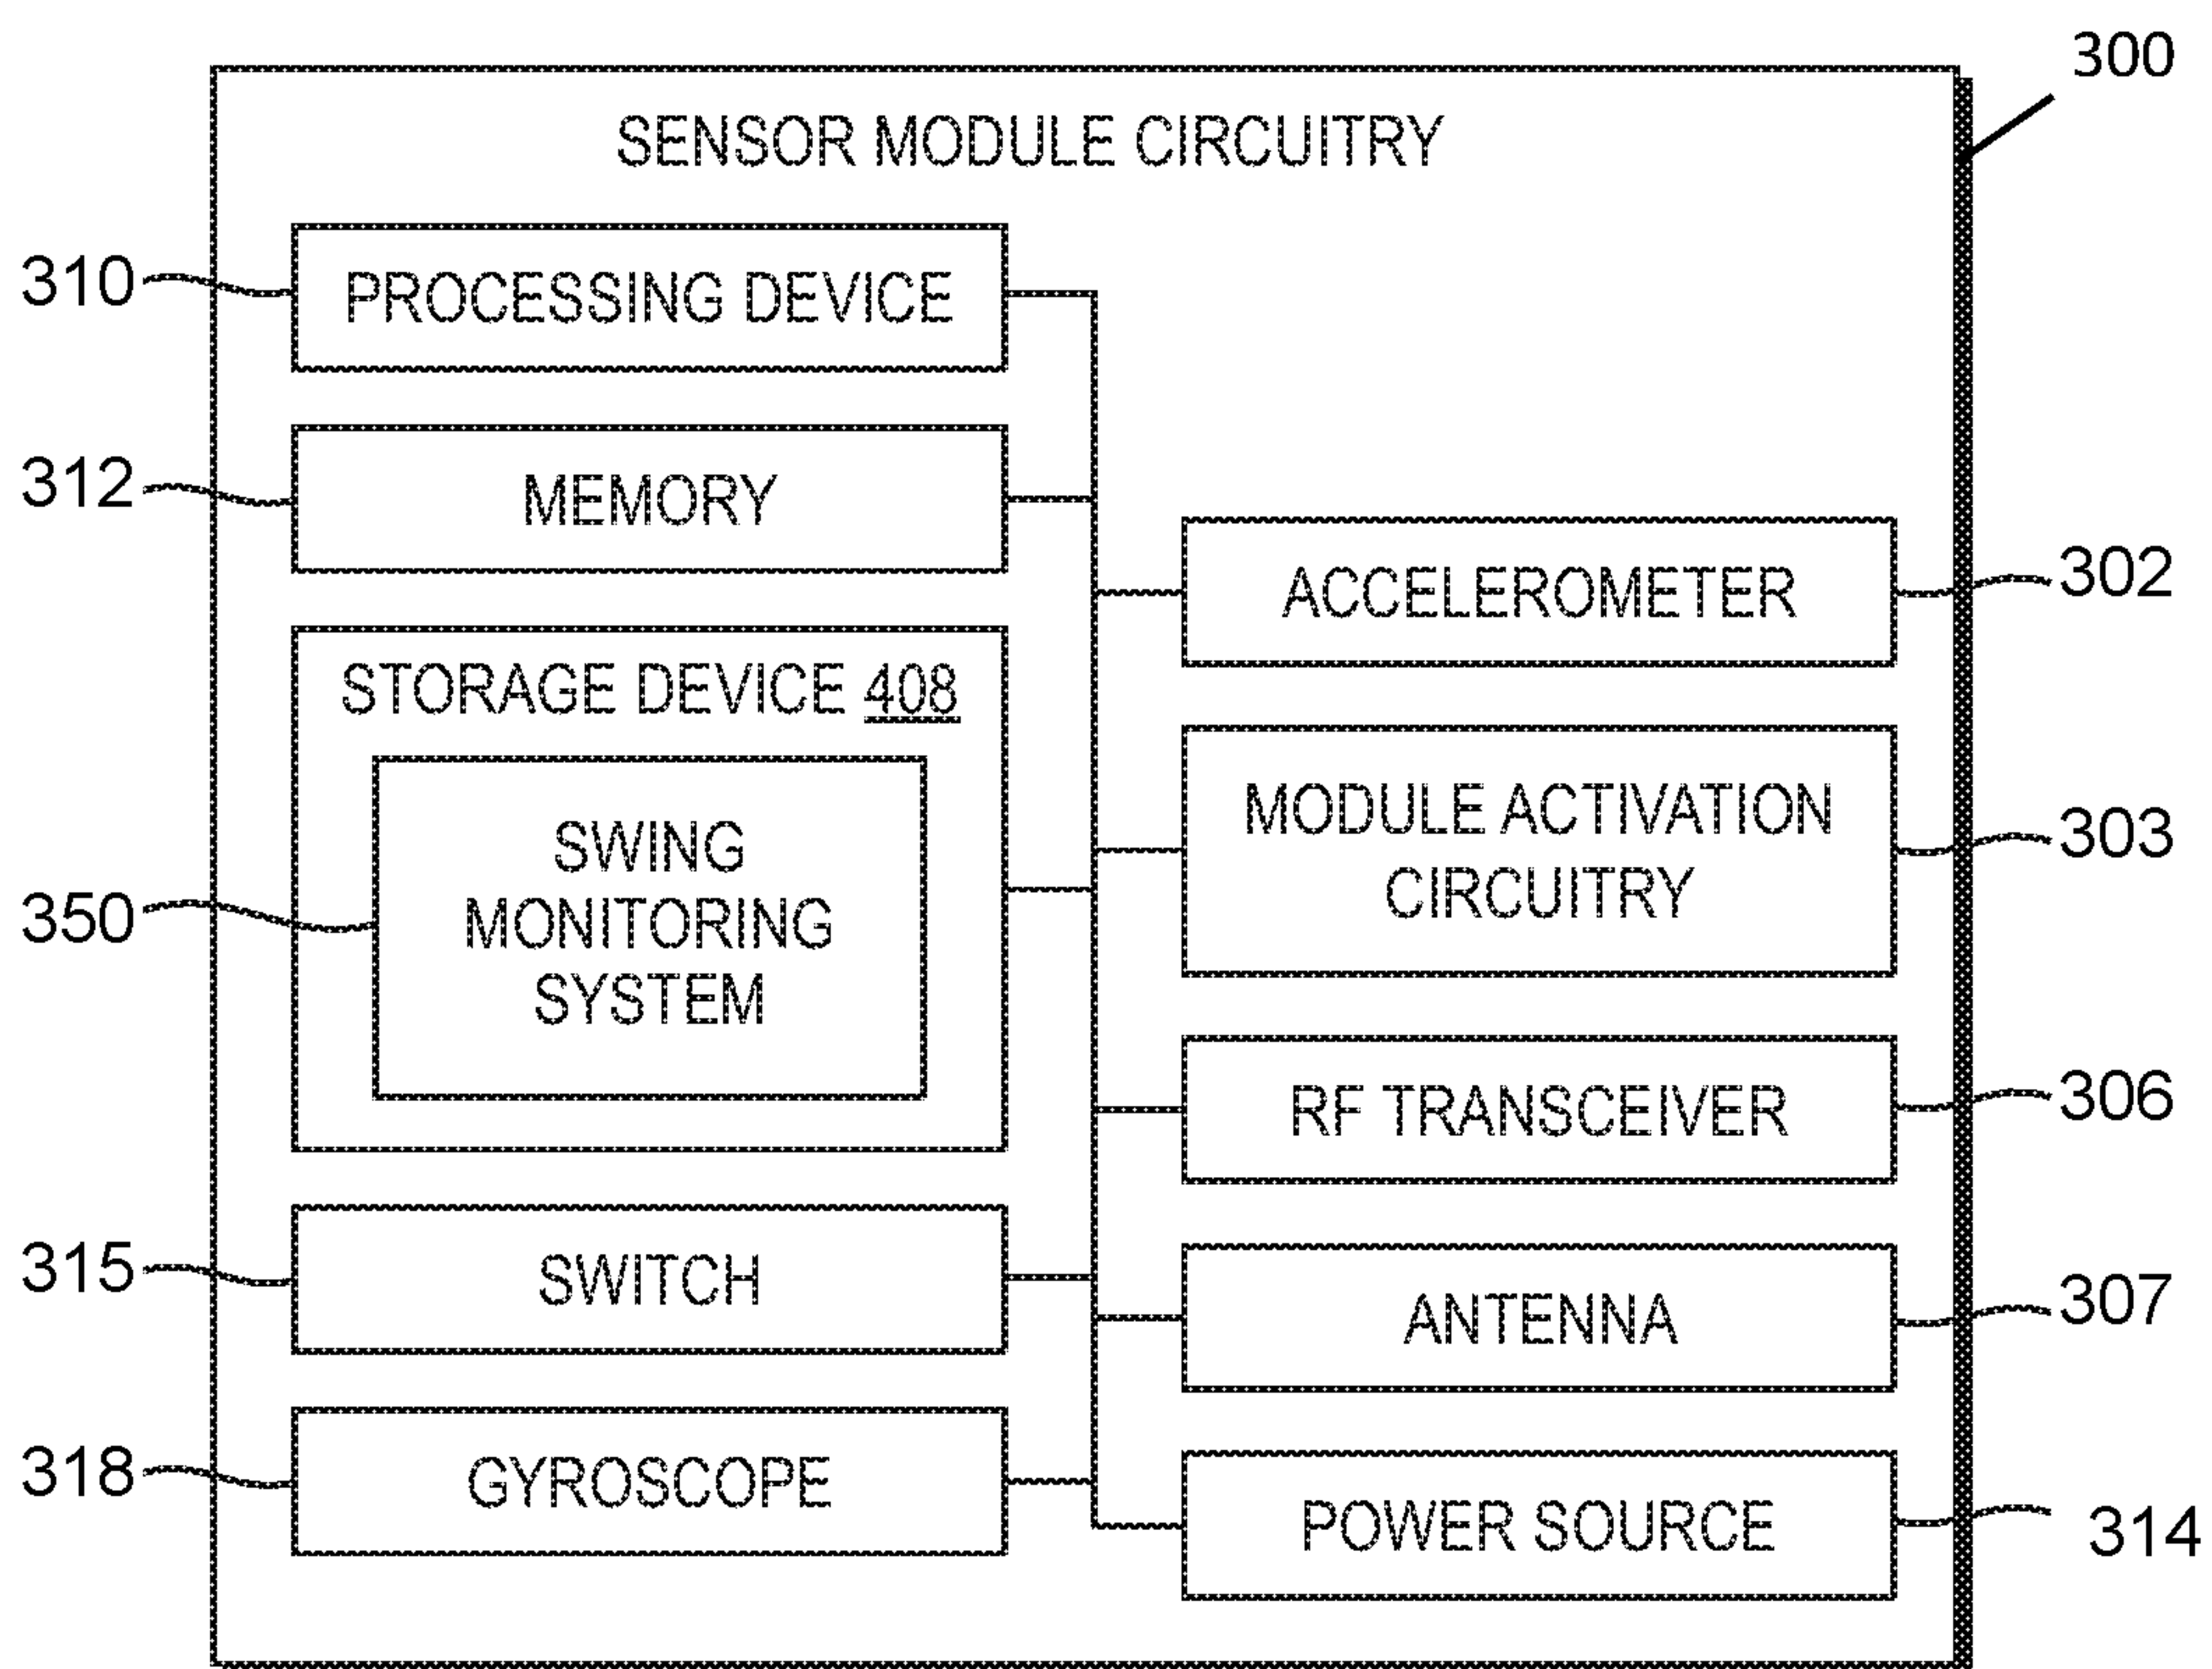 300
SENSOR MODULE CIRCUITRY
310
PROCESSING DEVICE
312
MEMORY
STORAGE DEVICE 408
350
SWING
MONITORING
SYSTEM
315
SWITCH
318
GYROSCOPE
ACCELEROMETER
302
MODULE ACTIVATION
CIRCUITRY
303
RF TRANSCEIVER
306
ANTENNA
307
POWER SOURCE
314